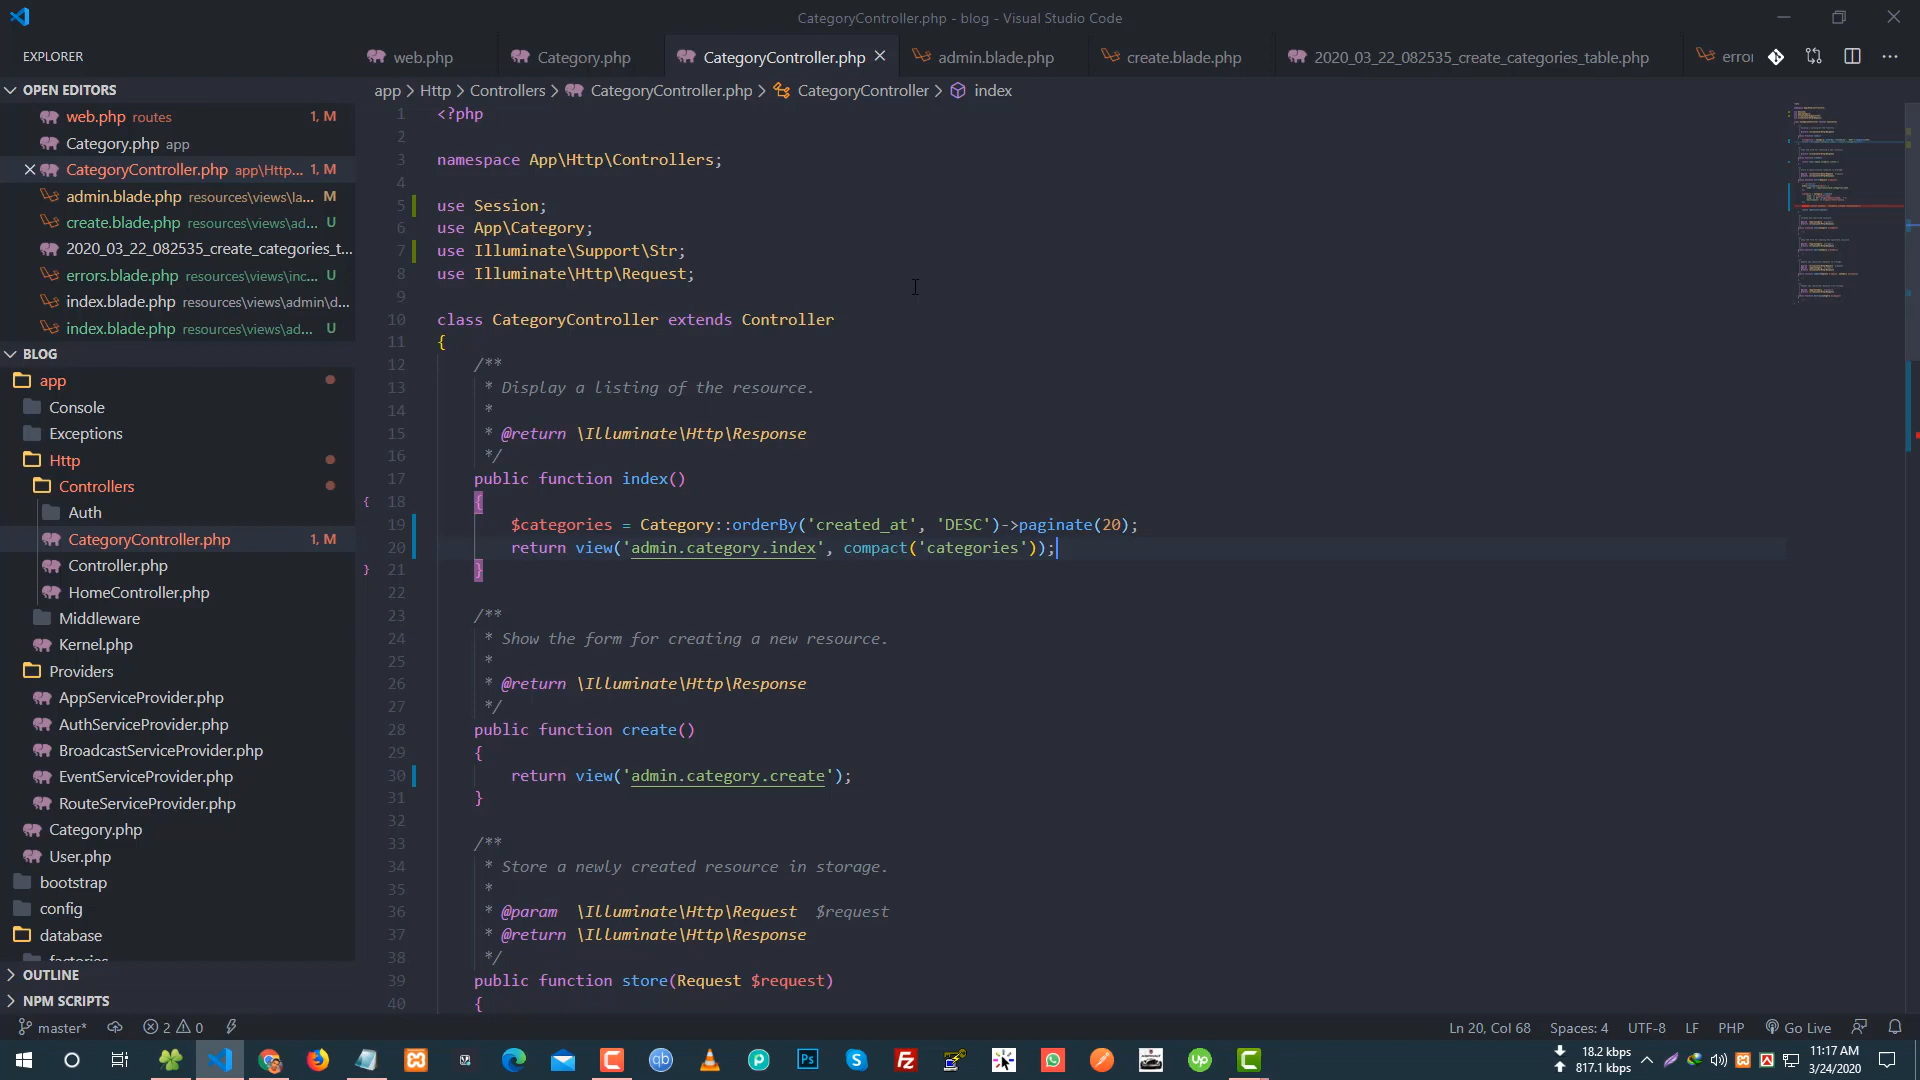 CategoryController.php - blog - Visual Studio Code
EXPLORER
web.php
Category.php
CategoryController.php
admin.blade.php
create.blade.php
2020_03_22_082535_create_categories_table.php
error
OPEN EDITORS
app > Http > Controllers > CategoryController.php > CategoryController > index
web.php routes 1, M
Category.php app
CategoryController.php app\Http... 1, M
admin.blade.php resources\views\la... M
create.blade.php resources\views\ad... U
2020_03_22_082535_create_categories_t...
errors.blade.php resources\views\inc... U
index.blade.php resources\views\admin\d...
index.blade.php resources\views\ad... U
BLOG
app
Console
Exceptions
Http
Controllers
Auth
CategoryController.php 1, M
Controller.php
HomeController.php
Middleware
Kernel.php
Providers
AppServiceProvider.php
AuthServiceProvider.php
BroadcastServiceProvider.php
EventServiceProvider.php
RouteServiceProvider.php
Category.php
User.php
bootstrap
config
database
factories
OUTLINE
NPM SCRIPTS
1 <?php
2
3 namespace App\Http\Controllers;
4
5 use Session;
6 use App\Category;
7 use Illuminate\Support\Str;
8 use Illuminate\Http\Request;
9
10 class CategoryController extends Controller
11 {
12 /**
13 * Display a listing of the resource.
14 *
15 * @return \Illuminate\Http\Response
16 */
17 public function index()
{ 18 {
19 $categories = Category::orderBy('created_at', 'DESC')->paginate(20);
20 return view('admin.category.index', compact('categories'));
} 21 }
22
23 /**
24 * Show the form for creating a new resource.
25 *
26 * @return \Illuminate\Http\Response
27 */
28 public function create()
29 {
30 return view('admin.category.create');
31 }
32
33 /**
34 * Store a newly created resource in storage.
35 *
36 * @param \Illuminate\Http\Request $request
37 * @return \Illuminate\Http\Response
38 */
39 public function store(Request $request)
40 {
master* 2 0
Ln 20, Col 68 Spaces: 4 UTF-8 LF PHP Go Live
18.2 kbps
817.1 kbps
11:17 AM
3/24/2020